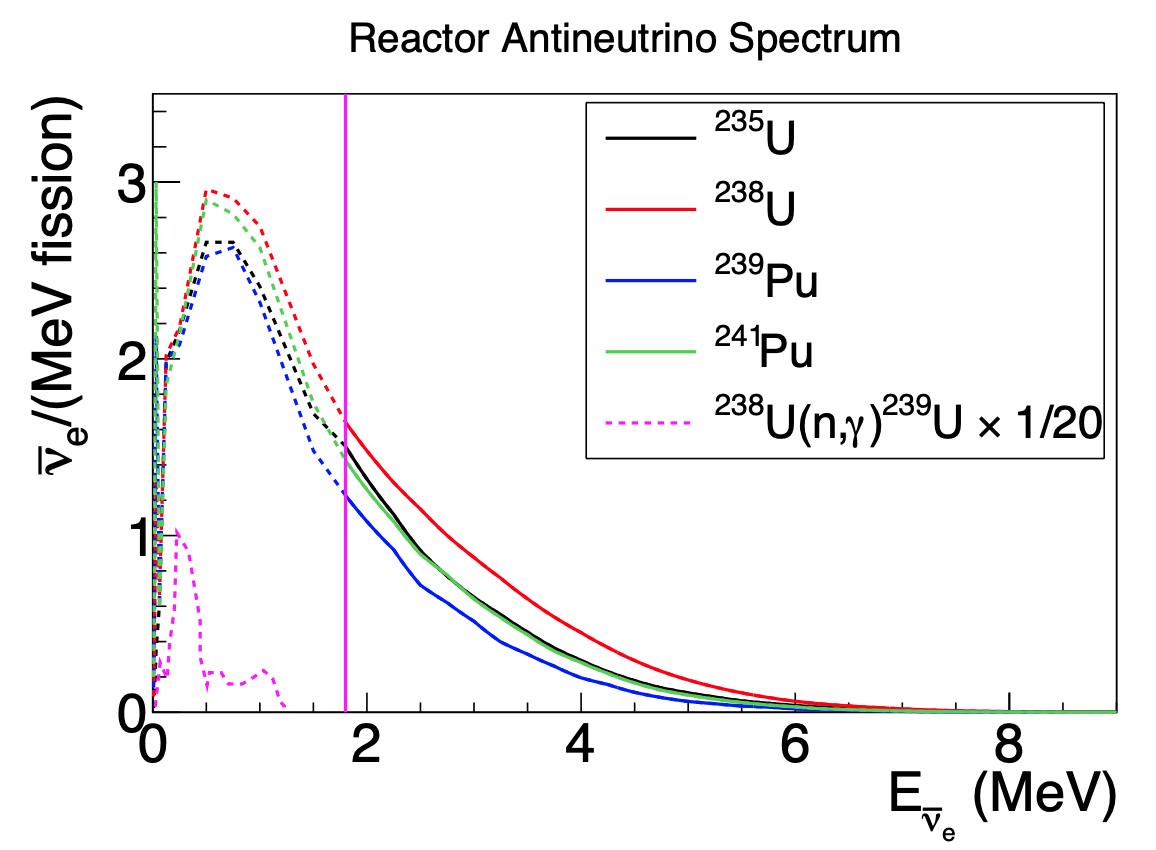 Reactor Antineutrino Spectrum
ν̅ₑ/(MeV fission)
3
2
1
0
²³⁵U
²³⁸U
²³⁹Pu
²⁴¹Pu
²³⁸U(n,γ)²³⁹U × 1/20
0 2 4 6 8
E_ν̅ₑ (MeV)